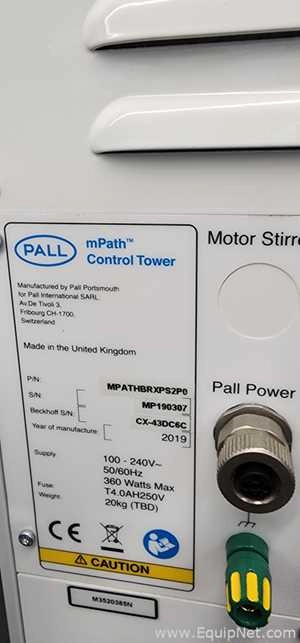 PALL
mPath™
Control Tower
Motor Stirre
Manufactured by Pall Portsmouth
for Pall International SARL.
Av.De Tivoli 3,
Fribourg CH-1700.
Switzerland
Made in the United Kingdom
P/N: MPATHBRXPS2P0
S/N: MP190307
Beckhoff S/N: CX-43DC6C
Year of manufacture: 2019
Pall Power
Supply 100 - 240V~
50/60Hz
360 Watts Max
Fuse: T4.0AH250V
Weight: 20kg (TBD)
CE
CAUTION
M3520385N
www.EquipNet.com